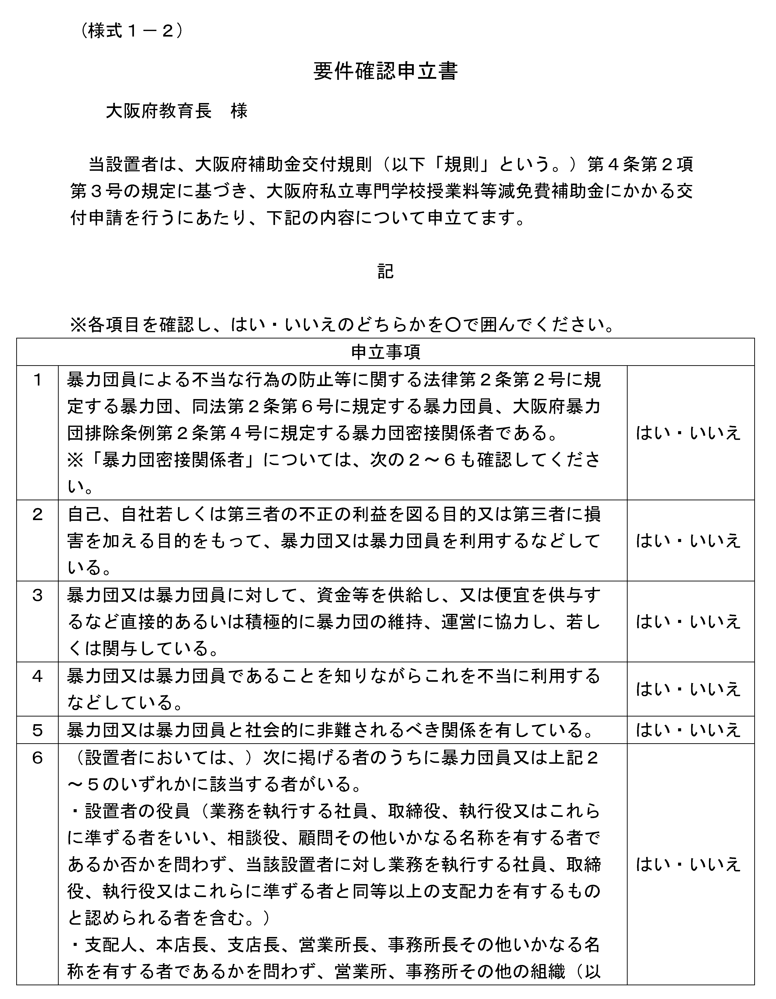 （様式１－２）
要件確認申立書
大阪府教育長　様
当設置者は、大阪府補助金交付規則（以下「規則」という。）第４条第２項
第３号の規定に基づき、大阪府私立専門学校授業料等減免費補助金にかかる交
付申請を行うにあたり、下記の内容について申立てます。
記
※各項目を確認し、はい・いいえのどちらかを〇で囲んでください。
申立事項
１
暴力団員による不当な行為の防止等に関する法律第２条第２号に規
定する暴力団、同法第２条第６号に規定する暴力団員、大阪府暴力
団排除条例第２条第４号に規定する暴力団密接関係者である。
※「暴力団密接関係者」については、次の２～６も確認してくださ
い。
はい・いいえ
２
自己、自社若しくは第三者の不正の利益を図る目的又は第三者に損
害を加える目的をもって、暴力団又は暴力団員を利用するなどして
いる。
はい・いいえ
３
暴力団又は暴力団員に対して、資金等を供給し、又は便宜を供与す
るなど直接的あるいは積極的に暴力団の維持、運営に協力し、若し
くは関与している。
はい・いいえ
４
暴力団又は暴力団員であることを知りながらこれを不当に利用する
などしている。
はい・いいえ
５
暴力団又は暴力団員と社会的に非難されるべき関係を有している。
はい・いいえ
６
（設置者においては、）次に掲げる者のうちに暴力団員又は上記２
～５のいずれかに該当する者がいる。
・設置者の役員（業務を執行する社員、取締役、執行役又はこれら
に準ずる者をいい、相談役、顧問その他いかなる名称を有する者で
あるか否かを問わず、当該設置者に対し業務を執行する社員、取締
役、執行役又はこれらに準ずる者と同等以上の支配力を有するもの
と認められる者を含む。）
・支配人、本店長、支店長、営業所長、事務所長その他いかなる名
称を有する者であるかを問わず、営業所、事務所その他の組織（以
はい・いいえ